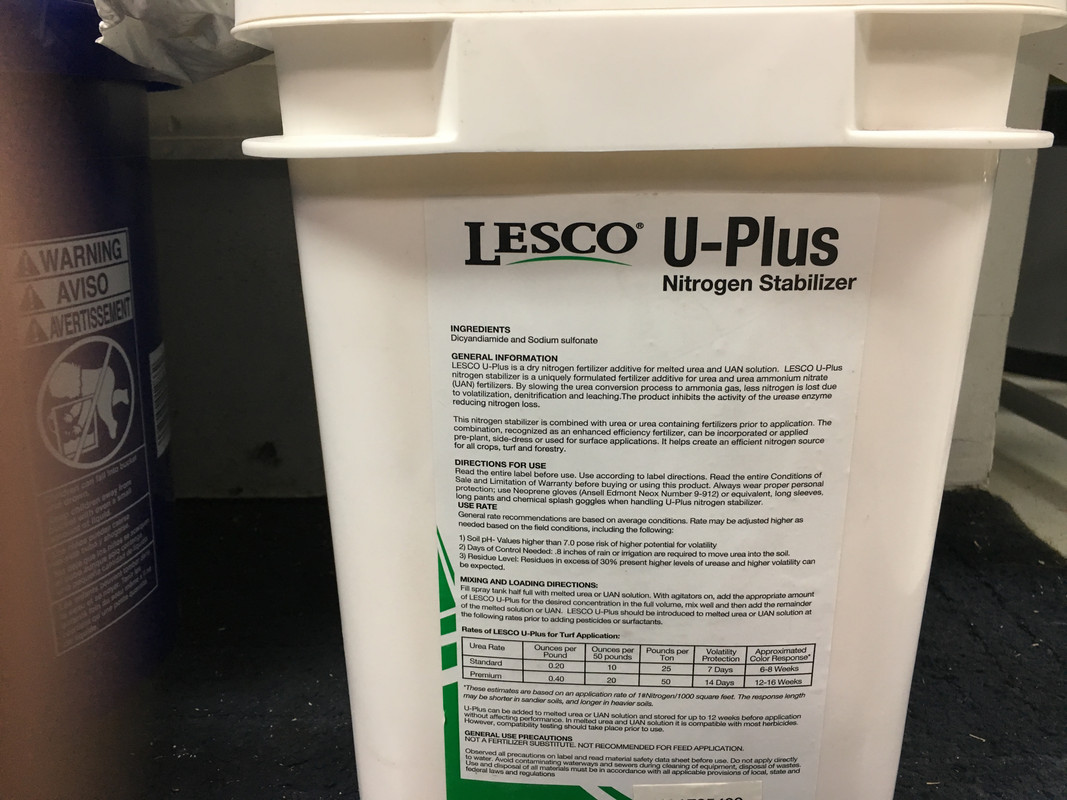 WARNING
AVISO
AVERTISSEMENT
LESCO® U-Plus
Nitrogen Stabilizer
INGREDIENTS
Dicyandiamide and Sodium sulfonate
GENERAL INFORMATION
LESCO U-Plus is a dry nitrogen fertilizer additive for melted urea and UAN solution. LESCO U-Plus
nitrogen stabilizer is a uniquely formulated fertilizer additive for urea and urea ammonium nitrate
(UAN) fertilizers. By slowing the urea conversion process to ammonia gas, less nitrogen is lost due
to volatilization, denitrification and leaching.The product inhibits the activity of the urease enzyme
reducing nitrogen loss.
This nitrogen stabilizer is combined with urea or urea containing fertilizers prior to application. The
combination, recognized as an enhanced efficiency fertilizer, can be incorporated or applied
pre-plant, side-dress or used for surface applications. It helps create an efficient nitrogen source
for all crops, turf and forestry.
DIRECTIONS FOR USE
Read the entire label before use. Use according to label directions. Read the entire Conditions of
Sale and Limitation of Warranty before buying or using this product. Always wear proper personal
protection; use Neoprene gloves (Ansell Edmont Neox Number 9-912) or equivalent, long sleeves,
long pants and chemical splash goggles when handling U-Plus nitrogen stabilizer.
USE RATE
General rate recommendations are based on average conditions. Rate may be adjusted higher as
needed based on the field conditions, including the following:
1) Soil pH- Values higher than 7.0 pose risk of higher potential for volatility
2) Days of Control Needed: .8 inches of rain or irrigation are required to move urea into the soil.
3) Residue Level: Residues in excess of 30% present higher levels of urease and higher volatility can
be expected.
MIXING AND LOADING DIRECTIONS:
Fill spray tank half full with melted urea or UAN solution. With agitators on, add the appropriate amount
of LESCO U-Plus for the desired concentration in the full volume, mix well and then add the remainder
of the melted solution or UAN. LESCO U-Plus should be introduced to melted urea or UAN solution at
the following rates prior to adding pesticides or surfactants.
Rates of LESCO U-Plus for Turf Application:
Urea Rate Ounces per Pound Ounces per 50 pounds Pounds per Ton Volatility Protection Approximated Color Response*
Standard 0.20 10 25 7 Days 6-8 Weeks
Premium 0.40 20 50 14 Days 12-16 Weeks
*These estimates are based on an application rate of 1#Nitrogen/1000 square feet. The response length
may be shorter in sandier soils, and longer in heavier soils.
U-Plus can be added to melted urea or UAN solution and stored for up to 12 weeks before application
without affecting performance. In melted urea and UAN solution it is compatible with most herbicides.
However, compatibility testing should take place prior to use.
GENERAL USE PRECAUTIONS
NOT A FERTILIZER SUBSTITUTE. NOT RECOMMENDED FOR FEED APPLICATION.
Observed all precautions on label and read material safety data sheet before use. Do not apply directly
to water. Avoid contaminating waterways and sewers during cleaning of equipment, disposal of wastes.
Use and disposal of all materials must be in accordance with all applicable provisions of local, state and
federal laws and regulations